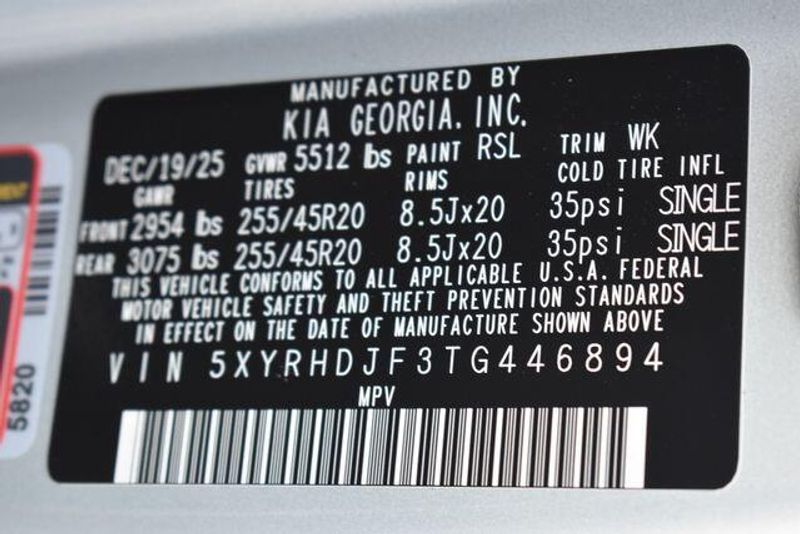 MANUFACTURED BY
KIA GEORGIA. INC.
DEC/19/25 GVWR 5512 lbs PAINT RSL TRIM WK
GAWR TIRES RIMS COLD TIRE INFL
FRONT 2954 lbs 255/45R20 8.5Jx20 35psi SINGLE
REAR 3075 lbs 255/45R20 8.5Jx20 35psi SINGLE
THIS VEHICLE CONFORMS TO ALL APPLICABLE U.S.A. FEDERAL
MOTOR VEHICLE SAFETY AND THEFT PREVENTION STANDARDS
IN EFFECT ON THE DATE OF MANUFACTURE SHOWN ABOVE
VIN 5XYRHDJF3TG446894
MPV
5820